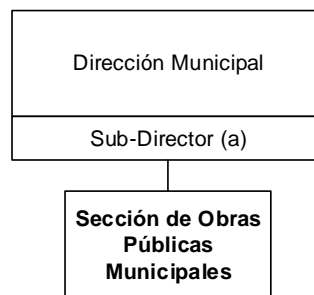 Dirección Municipal
Sub-Director (a)
Sección de Obras
Públicas
Municipales